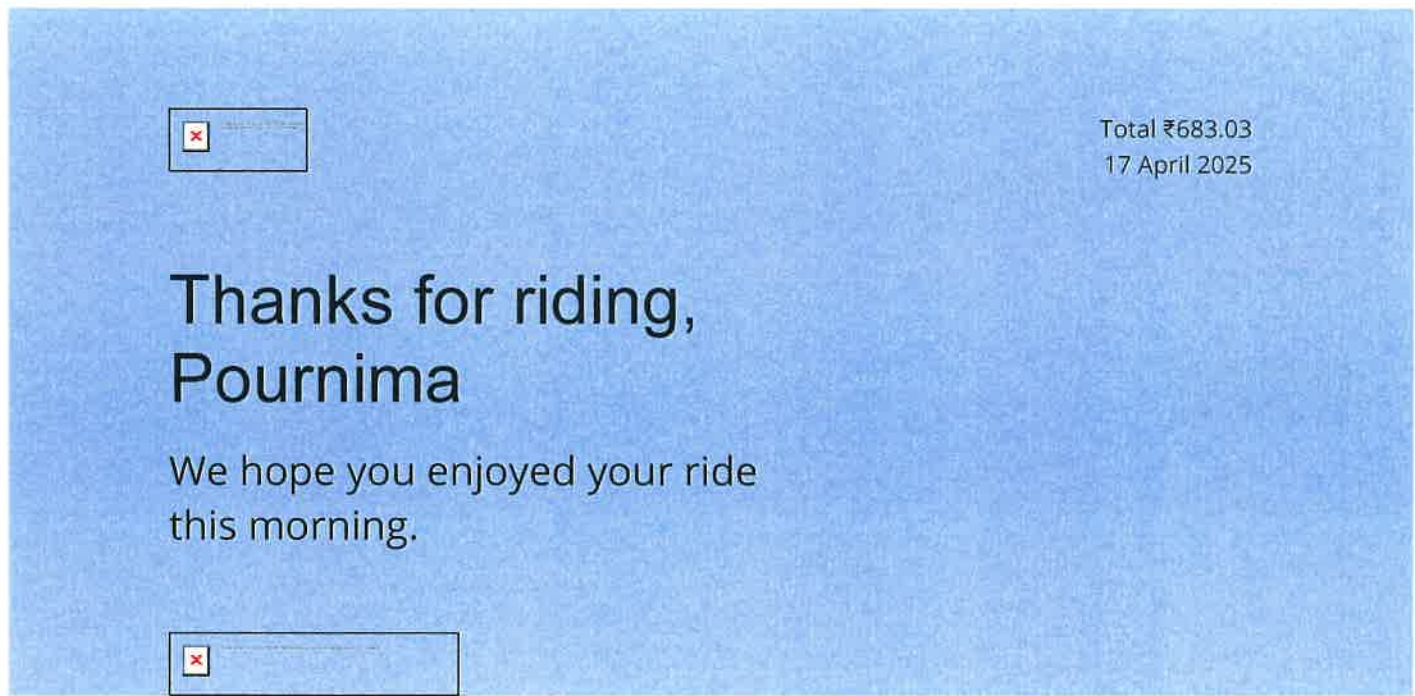 Total ₹683.03
17 April 2025
Thanks for riding,
Pournima
We hope you enjoyed your ride
this morning.